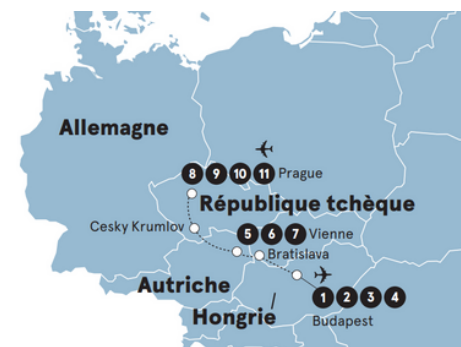 Allemagne
8 9 10 11 Prague
République tchèque
Cesky Krumlov
5 6 7 Vienne
Bratislava
Autriche
1 2 3 4
Hongrie
Budapest